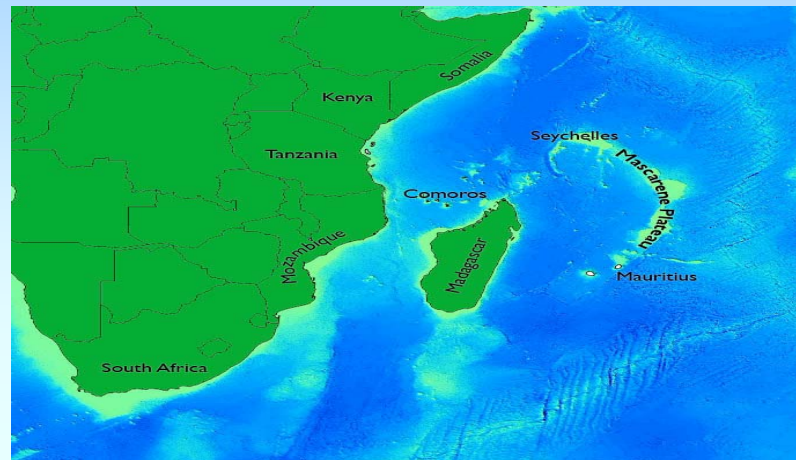 Somalia
Kenya
Seychelles
Tanzania
Mascarene Plateau
Comoros
Mozambique
Madagascar
Mauritius
South Africa